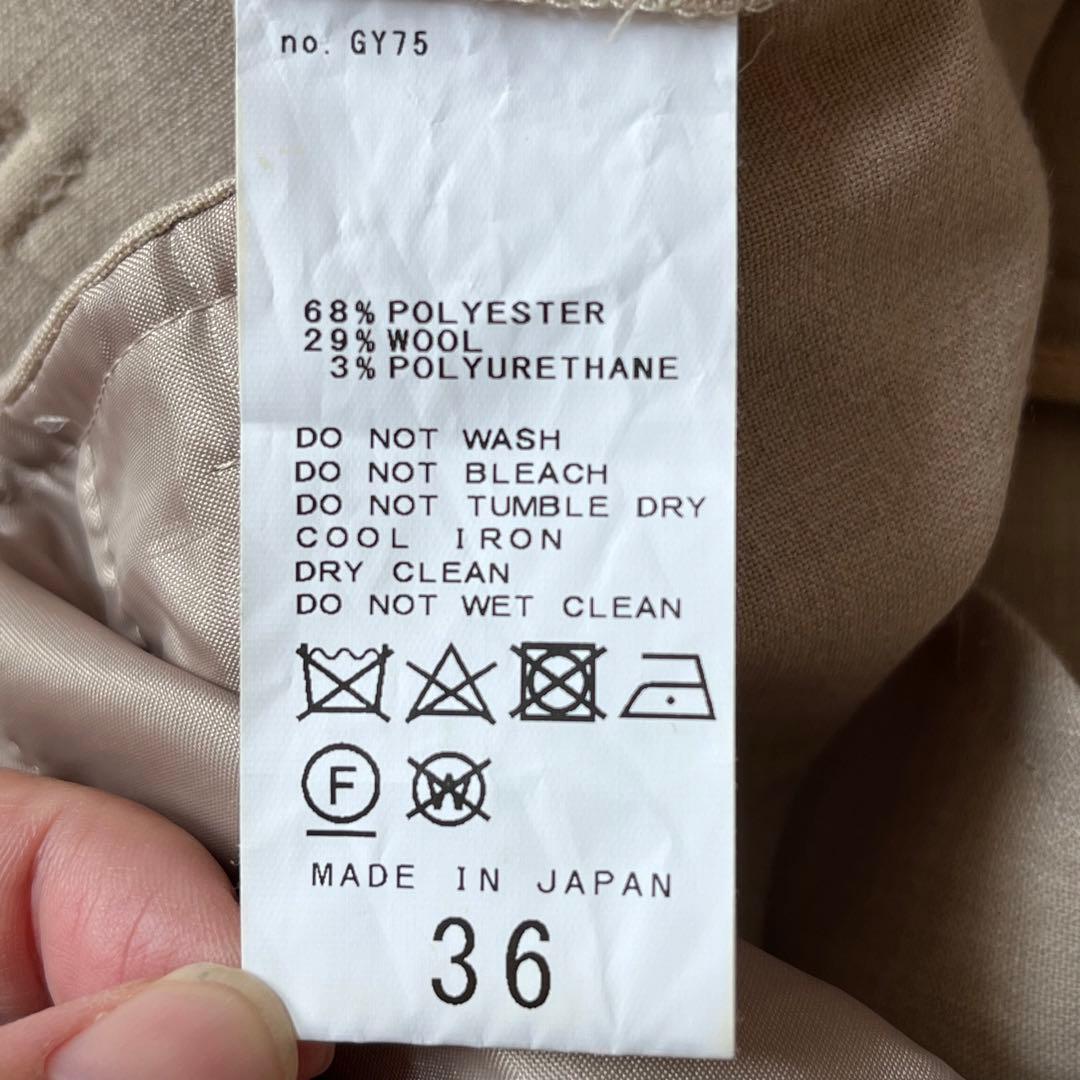 no. GY75
68% POLYESTER
29% WOOL
3% POLYURETHANE
DO NOT WASH
DO NOT BLEACH
DO NOT TUMBLE DRY
COOL IRON
DRY CLEAN
DO NOT WET CLEAN
F W
MADE IN JAPAN
36